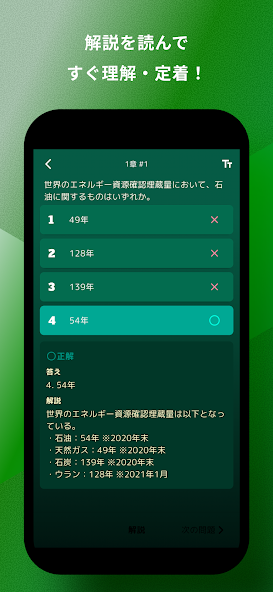 解説を読んで
すぐ理解・定着！
1章 #1
TT
世界のエネルギー資源確認埋蔵量において、石
油に関するものはいずれか。
1 49年 ×
2 128年 ×
3 139年 ×
4 54年 ○
○正解
答え
4. 54年
解説
世界のエネルギー資源確認埋蔵量は以下となっ
ている。
・石油：54年 ※2020年末
・天然ガス：49年 ※2020年末
・石炭：139年 ※2020年末
・ウラン：128年 ※2021年1月
解説 次の問題